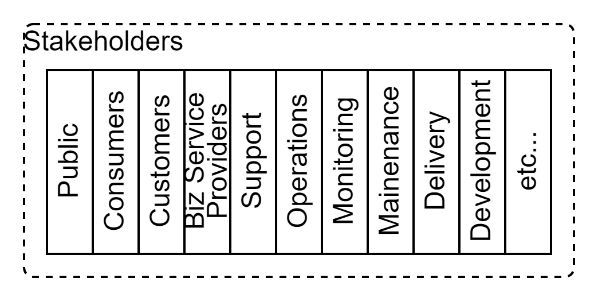 Stakeholders
Public
Consumers
Customers
Biz Service
Providers
Support
Operations
Monitoring
Mainenance
Delivery
Development
etc...